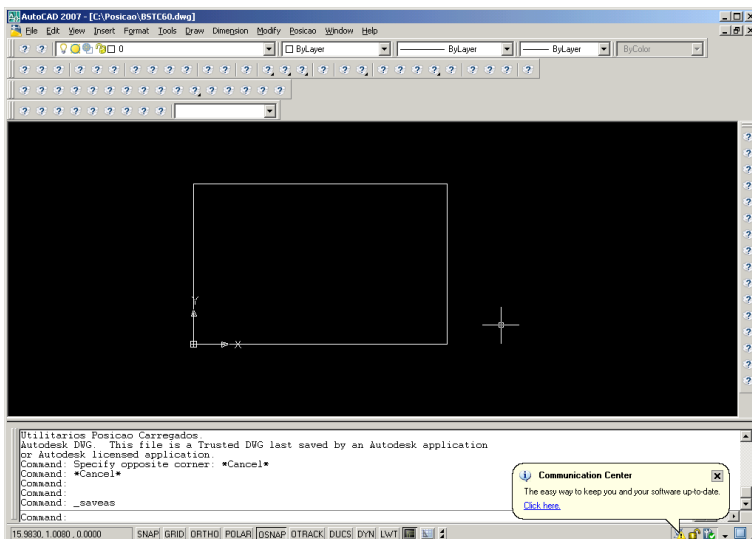 AutoCAD 2007 - [C:\Posicao\BSTC60.dwg]
File Edit View Insert Format Tools Draw Dimension Modify Posicao Window Help
0 ByLayer ByLayer ByLayer ByColor
? ? ? ? ? ? ? ? ? ? ? ? ? ? ? ? ? ? ? ? ? ? ? ? ? ? ?
? ? ? ? ? ? ? ? ? ? ? ? ? ? ?
? ? ? ? ? ? ? ? ?
Y
X
Utilitarios Posicao Carregados.
Autodesk DWG. This file is a Trusted DWG last saved by an Autodesk application
or Autodesk licensed application.
Command: Specify opposite corner: *Cancel*
Command: *Cancel*
Command:
Command:
Command: _saveas
Command:
Communication Center
The easy way to keep you and your software up-to-date.
Click here.
15.9830, 1.0080 , 0.0000 SNAP GRID ORTHO POLAR OSNAP OTRACK DUCS DYN LWT